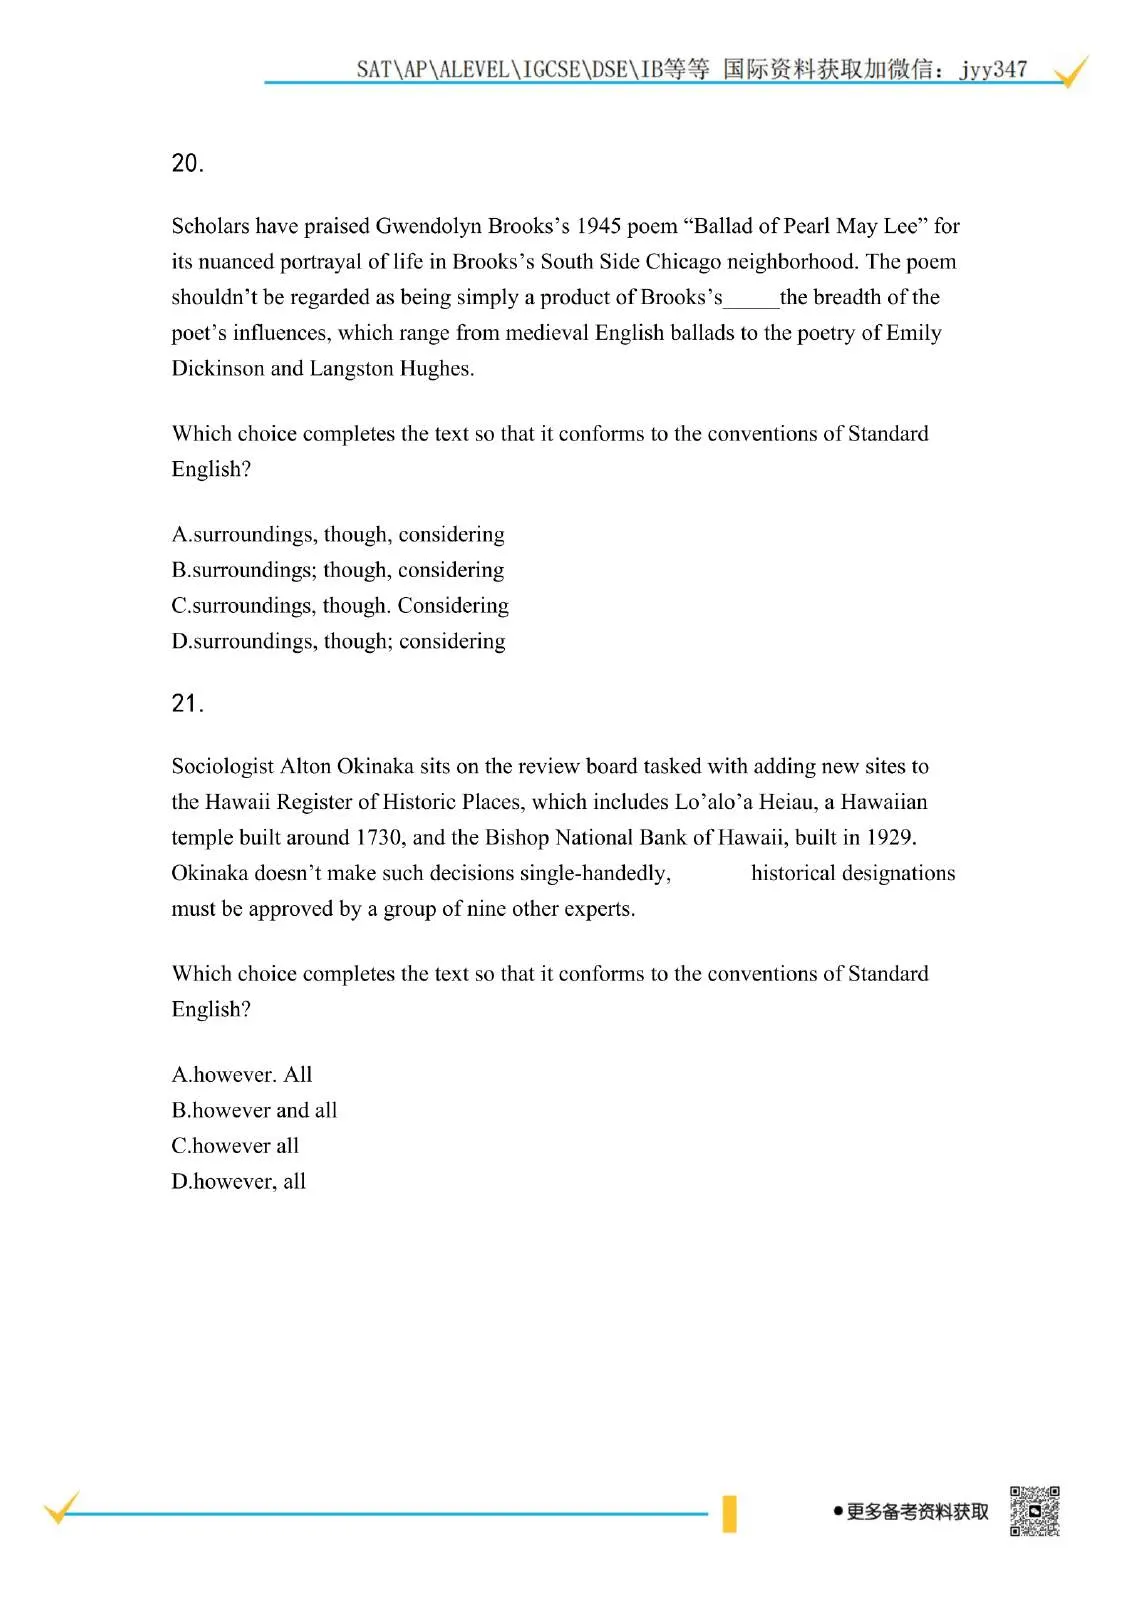 SAT\AP\ALEVEL\IGCSE\DSE\IB等等 国际资料获取加微信：jyy347
20.
Scholars have praised Gwendolyn Brooks’s 1945 poem “Ballad of Pearl May Lee” for
its nuanced portrayal of life in Brooks’s South Side Chicago neighborhood. The poem
shouldn’t be regarded as being simply a product of Brooks’s_____the breadth of the
poet’s influences, which range from medieval English ballads to the poetry of Emily
Dickinson and Langston Hughes.
Which choice completes the text so that it conforms to the conventions of Standard
English?
A.surroundings, though, considering
B.surroundings; though, considering
C.surroundings, though. Considering
D.surroundings, though; considering
21.
Sociologist Alton Okinaka sits on the review board tasked with adding new sites to
the Hawaii Register of Historic Places, which includes Lo’alo’a Heiau, a Hawaiian
temple built around 1730, and the Bishop National Bank of Hawaii, built in 1929.
Okinaka doesn’t make such decisions single-handedly, historical designations
must be approved by a group of nine other experts.
Which choice completes the text so that it conforms to the conventions of Standard
English?
A.however. All
B.however and all
C.however all
D.however, all
●更多备考资料获取